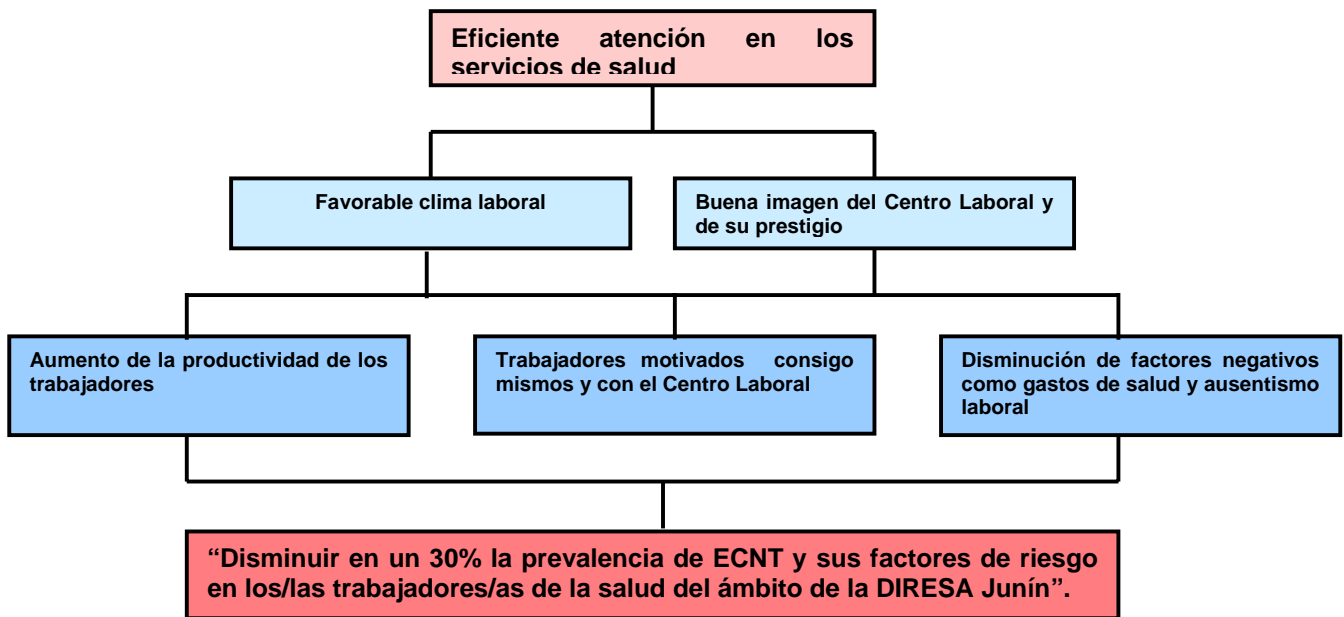 Eficiente atención en los
servicios de salud
Favorable clima laboral
Buena imagen del Centro Laboral y
de su prestigio
Aumento de la productividad de los
trabajadores
Trabajadores motivados consigo
mismos y con el Centro Laboral
Disminución de factores negativos
como gastos de salud y ausentismo
laboral
“Disminuir en un 30% la prevalencia de ECNT y sus factores de riesgo
en los/las trabajadores/as de la salud del ámbito de la DIRESA Junín”.